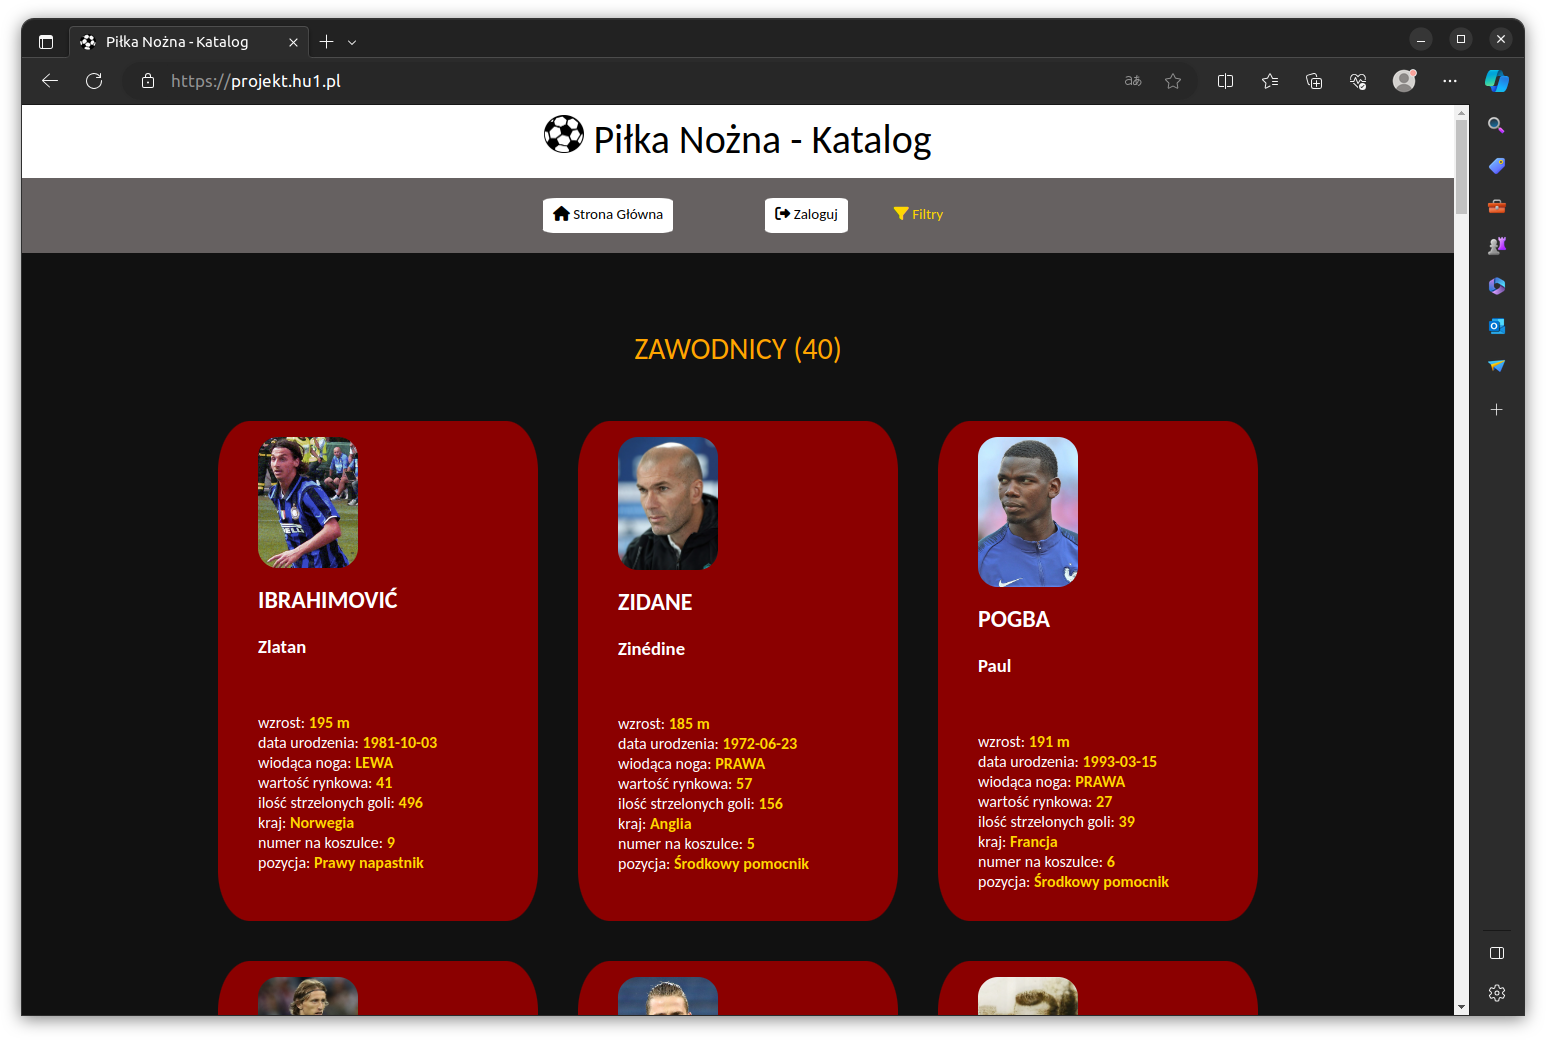 Piłka Nożna - Katalog
https://projekt.hu1.pl
Piłka Nożna - Katalog
Strona Główna
Zaloguj
Filtry
ZAWODNICY (40)
IBRAHIMOVIĆ
Zlatan
wzrost: 195 m
data urodzenia: 1981-10-03
wiodąca noga: LEWA
wartość rynkowa: 41
ilość strzelonych goli: 496
kraj: Norwegia
numer na koszulce: 9
pozycja: Prawy napastnik
ZIDANE
Zinédine
wzrost: 185 m
data urodzenia: 1972-06-23
wiodąca noga: PRAWA
wartość rynkowa: 57
ilość strzelonych goli: 156
kraj: Anglia
numer na koszulce: 5
pozycja: Środkowy pomocnik
POGBA
Paul
wzrost: 191 m
data urodzenia: 1993-03-15
wiodąca noga: PRAWA
wartość rynkowa: 27
ilość strzelonych goli: 39
kraj: Francja
numer na koszulce: 6
pozycja: Środkowy pomocnik